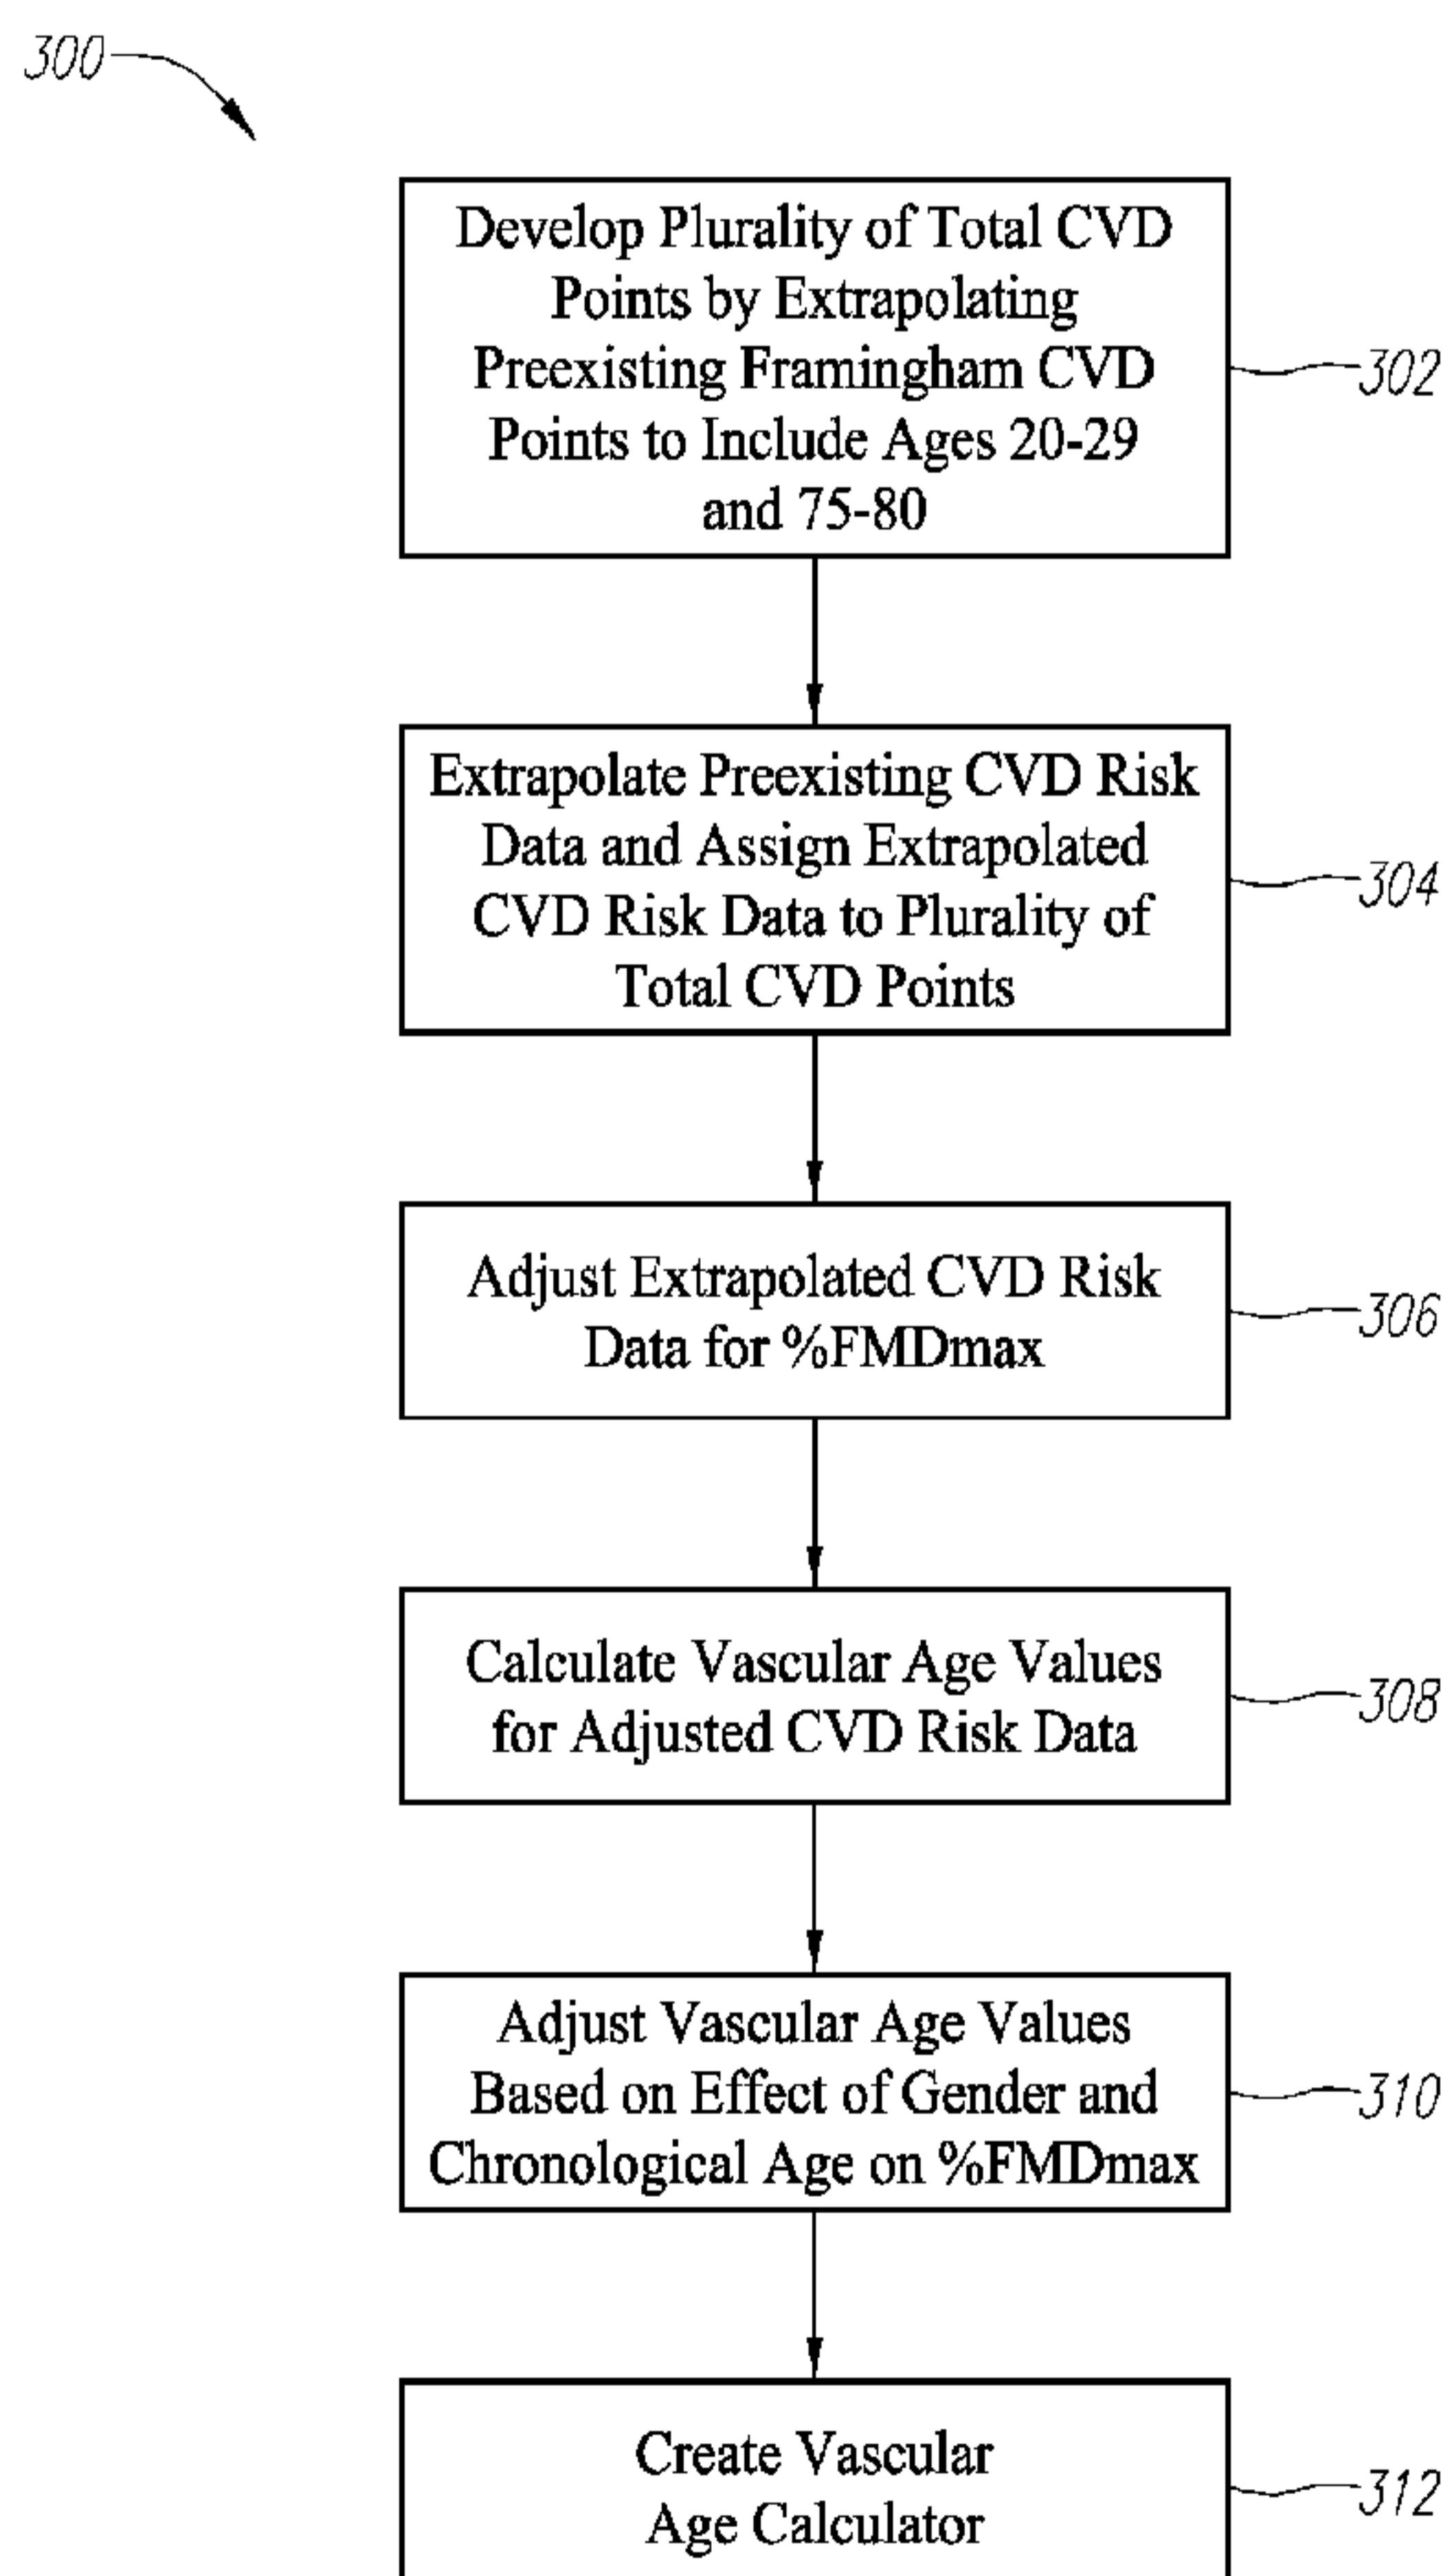 300
Develop Plurality of Total CVD
Points by Extrapolating
Preexisting Framingham CVD
Points to Include Ages 20-29
and 75-80
302
Extrapolate Preexisting CVD Risk
Data and Assign Extrapolated
CVD Risk Data to Plurality of
Total CVD Points
304
Adjust Extrapolated CVD Risk
Data for %FMDmax
306
Calculate Vascular Age Values
for Adjusted CVD Risk Data
308
Adjust Vascular Age Values
Based on Effect of Gender and
Chronological Age on %FMDmax
310
Create Vascular
Age Calculator
312